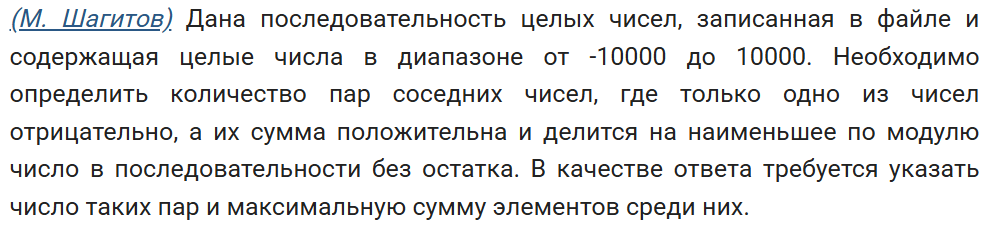 (М. Шагитов) Дана последовательность целых чисел, записанная в файле и
содержащая целые числа в диапазоне от -10000 до 10000. Необходимо
определить количество пар соседних чисел, где только одно из чисел
отрицательно, а их сумма положительна и делится на наименьшее по модулю
число в последовательности без остатка. В качестве ответа требуется указать
число таких пар и максимальную сумму элементов среди них.